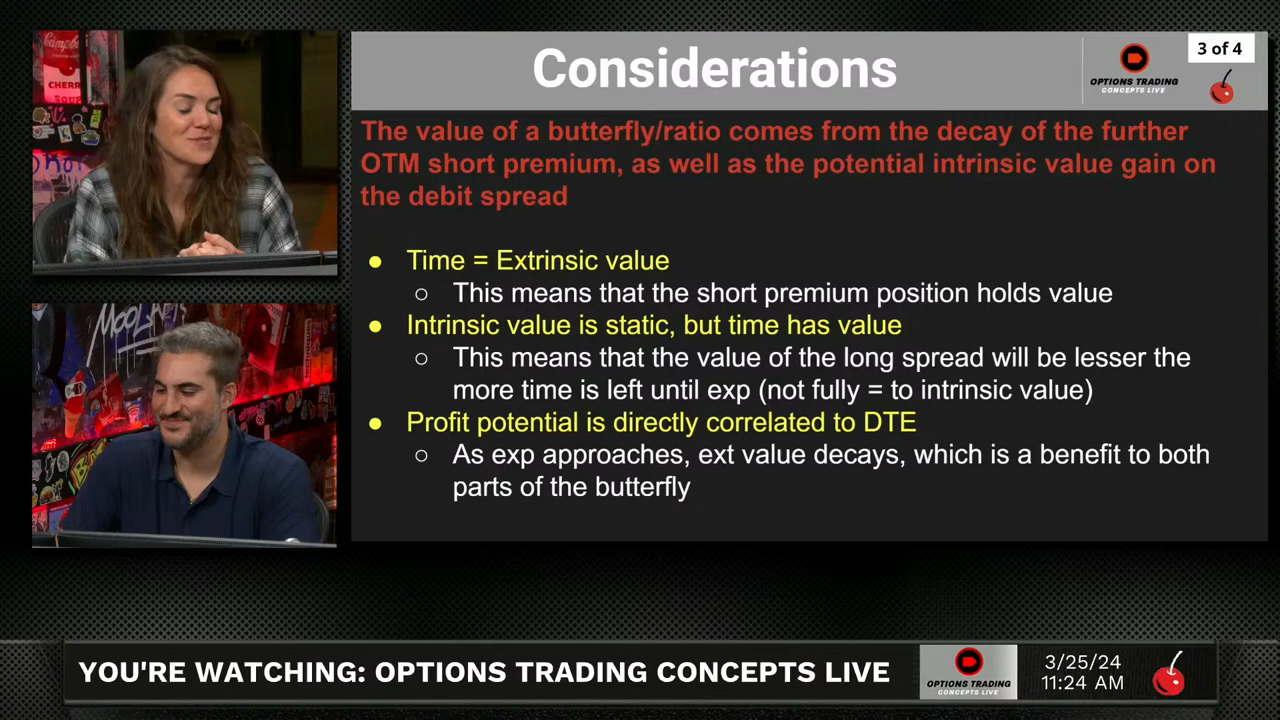 Campbell's
CHERRY
SOUP
MOOLAH
Considerations
OPTIONS TRADING
CONCEPTS LIVE
3 of 4
The value of a butterfly/ratio comes from the decay of the further
OTM short premium, as well as the potential intrinsic value gain on
the debit spread
● Time = Extrinsic value
○ This means that the short premium position holds value
● Intrinsic value is static, but time has value
○ This means that the value of the long spread will be lesser the
more time is left until exp (not fully = to intrinsic value)
● Profit potential is directly correlated to DTE
○ As exp approaches, ext value decays, which is a benefit to both
parts of the butterfly
YOU'RE WATCHING: OPTIONS TRADING CONCEPTS LIVE
OPTIONS TRADING
CONCEPTS LIVE
3/25/24
11:24 AM